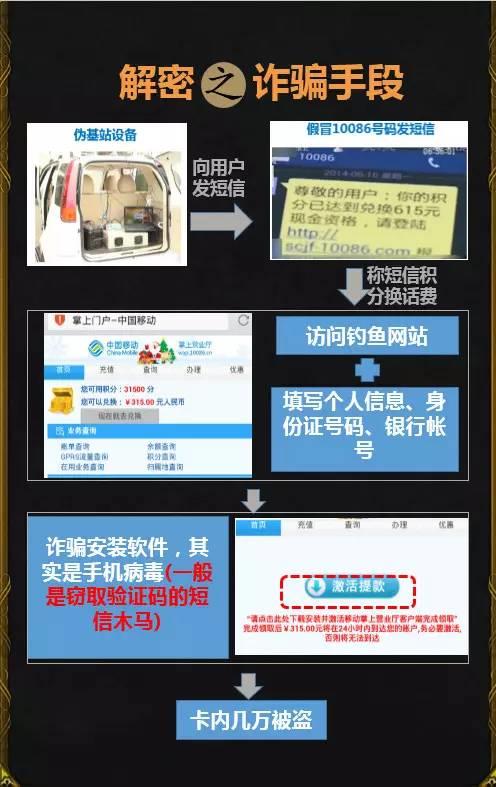 解密之诈骗手段
伪基站设备
向用户
发短信
假冒10086号码发短信
10086
2014-06-16 星期一
尊敬的用户:你的积
分已达到兑换615元
现金资格，请登陆
http://
scjf-10086.com
称短信积
分换话费
掌上门户-中国移动
中国移动
China Mobile
掌上营业厅
wap.10086.cn
首页
充值
查询
办理
优惠
您可用积分：31500 分
您可以兑换：￥315.00 元人民币
现在就去兑换
业务查询
账单查询
余额查询
GPRS流量查询
积分查询
在用业务查询
归属地查询
访问钓鱼网站
填写个人信息、身
份证号码、银行帐
号
诈骗安装软件，其
实是手机病毒(一般
是窃取验证码的短
信木马)
首页
充值
查询
办理
优惠
激活提款
"请点击此处下载安装并激活移动掌上营业厅客户端完成领取"
完成领取后￥315.00元将在24小时内到达您的账户,务必要激活,
否则将无法到达
卡内几万被盗